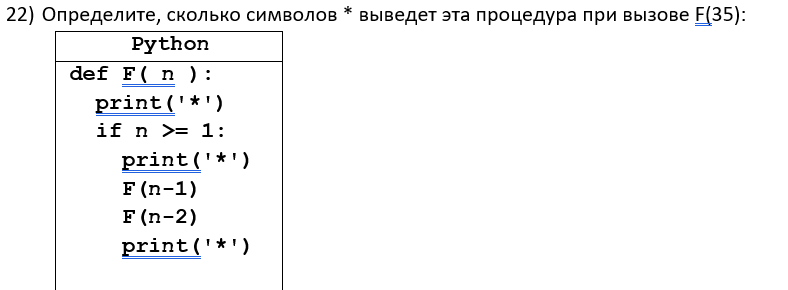 22) Определите, сколько символов * выведет эта процедура при вызове F(35):
Python
def F( n ):
print('*')
if n >= 1:
print('*')
F(n-1)
F(n-2)
print('*')